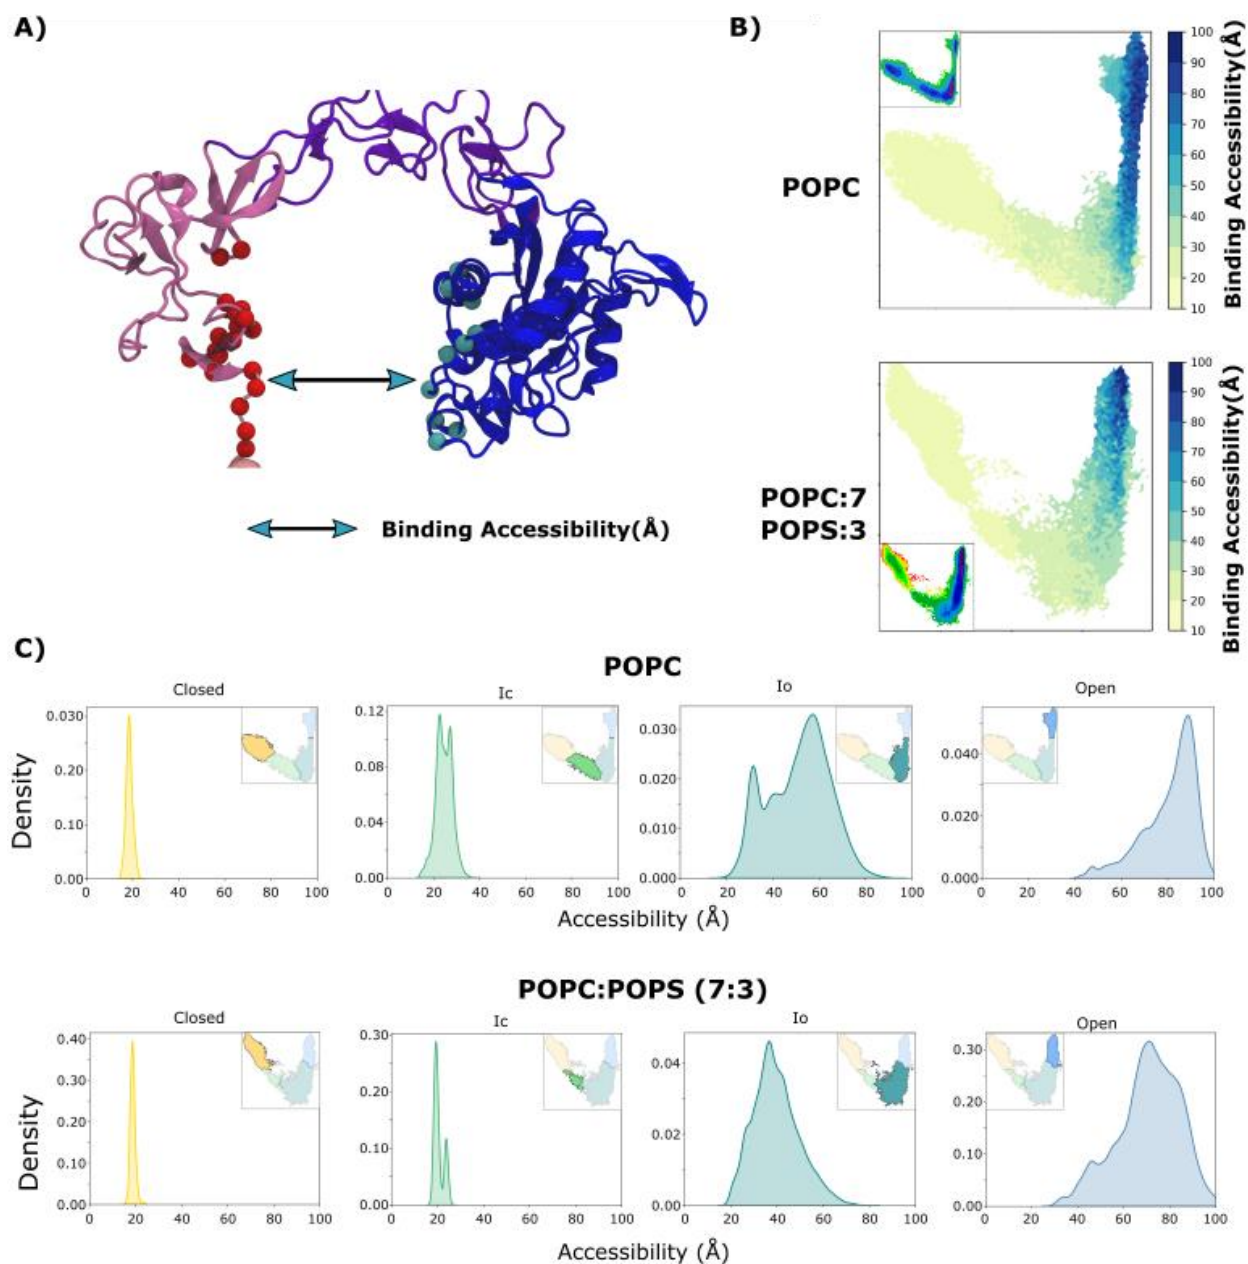 A)
Binding Accessibility(Å)
B)
POPC
100
90
80
70
60
50
40
30
20
10
Binding Accessibility(Å)
POPC:7
POPS:3
100
90
80
70
60
50
40
30
20
10
Binding Accessibility(Å)
C)
POPC
Closed
Ic
Io
Open
Density
0.030
0.20
0.10
0.00
0 20 40 60 80 100
0.12
0.08
0.04
0.00
0 20 40 60 80 100
0.030
0.020
0.010
0.000
0 20 40 60 80 100
0.040
0.020
0.000
0 20 40 60 80 100
Accessibility (Å)
POPC:POPS (7:3)
Closed
Ic
Io
Open
Density
0.40
0.30
0.20
0.10
0.00
0 20 40 60 80 100
0.30
0.20
0.10
0.00
0 20 40 60 80 100
0.04
0.02
0.00
0 20 40 60 80 100
0.30
0.20
0.10
0.00
0 20 40 60 80 100
Accessibility (Å)